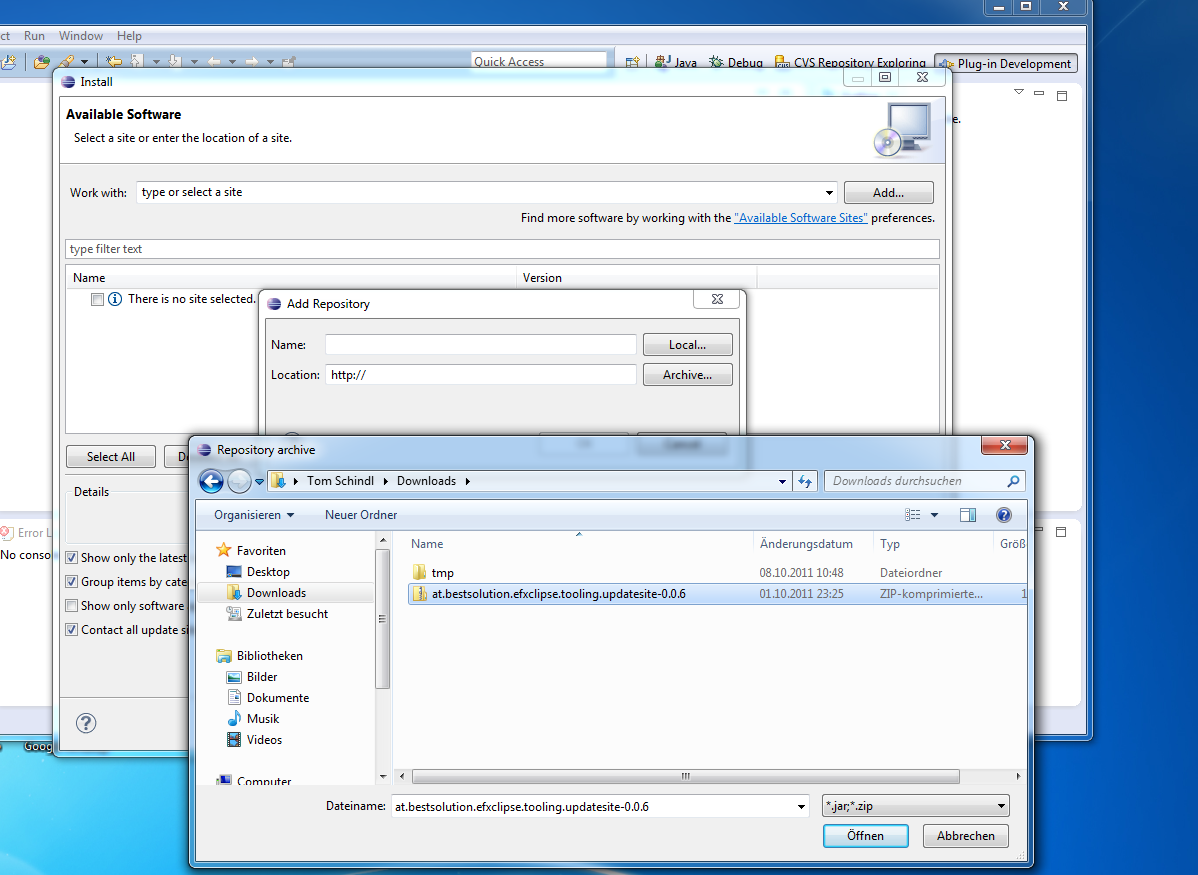 ct Run Window Help
Quick Access
Java Debug CVS Repository Exploring Plug-in Development
Install
Available Software
Select a site or enter the location of a site.
e.
Work with: type or select a site Add...
Find more software by working with the "Available Software Sites" preferences.
type filter text
Name Version
There is no site selected.
Add Repository
Name: Local...
Location: http:// Archive...
Cancel
Select All De
Details
Error L
No conso
Show only the latest
Group items by cate
Show only software
Contact all update si
Goog
Repository archive
Tom Schindl Downloads
Downloads durchsuchen
Organisieren Neuer Ordner
Favoriten
Desktop
Downloads
Zuletzt besucht
Bibliotheken
Bilder
Dokumente
Musik
Videos
Computer
Name Änderungsdatum Typ Größ
tmp 08.10.2011 10:48 Dateiordner
at.bestsolution.efxclipse.tooling.updatesite-0.0.6 01.10.2011 23:25 ZIP-komprimierte... 1
Dateiname: at.bestsolution.efxclipse.tooling.updatesite-0.0.6 *.jar;*.zip
Öffnen Abbrechen